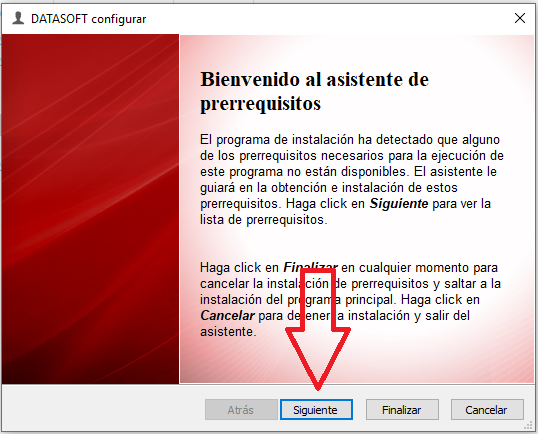 DATASOFT configurar
Bienvenido al asistente de
prerrequisitos
El programa de instalación ha detectado que alguno
de los prerrequisitos necesarios para la ejecución de
este programa no están disponibles. El asistente le
guiará en la obtención e instalación de estos
prerrequisitos. Haga click en Siguiente para ver la
lista de prerrequisitos.
Haga click en Finalizar en cualquier momento para
cancelar la instalación de prerrequisitos y saltar a la
instalación del programa principal. Haga click en
Cancelar para detener la instalación y salir del
asistente.
Atrás
Siguiente
Finalizar
Cancelar